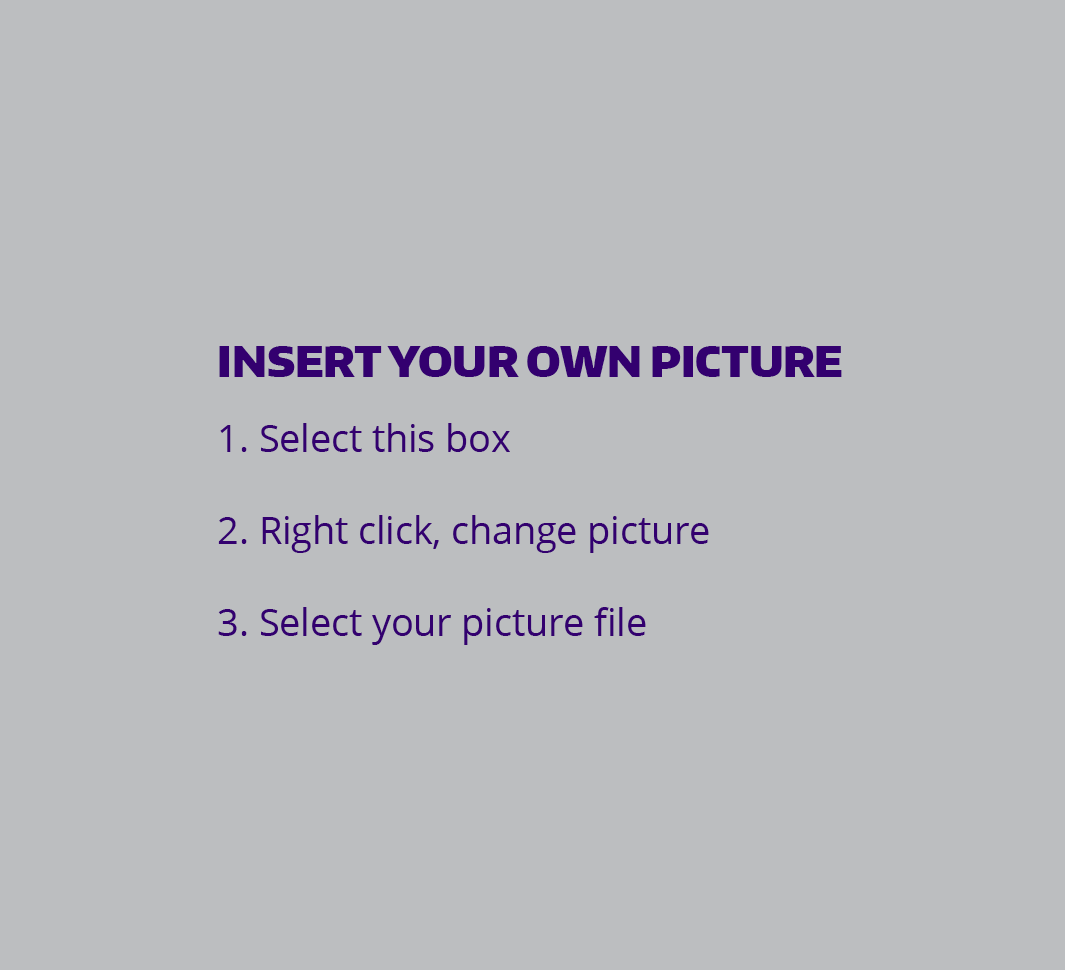 INSERT YOUR OWN PICTURE
1. Select this box
2. Right click, change picture
3. Select your picture file